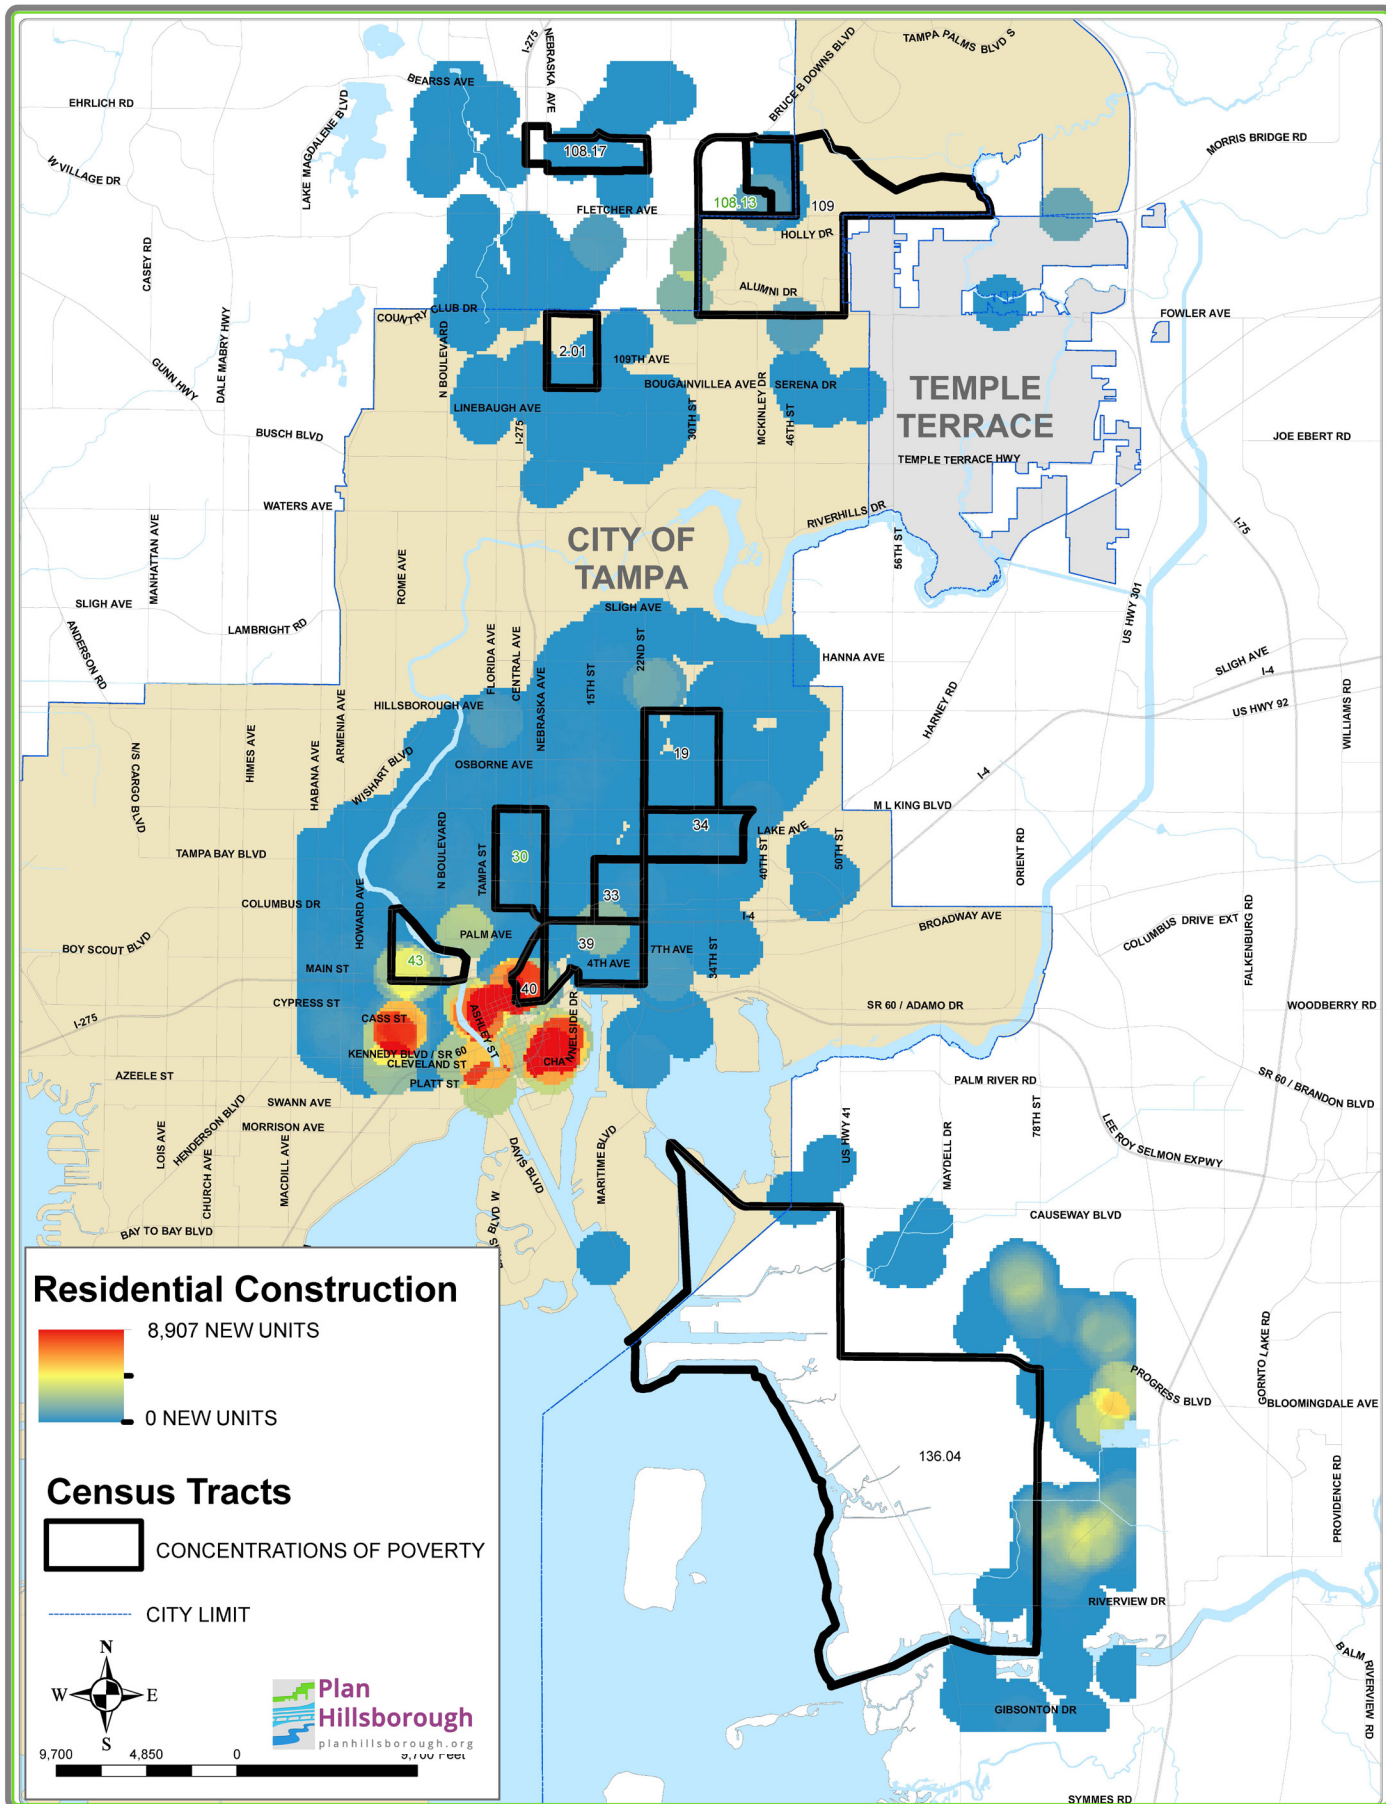 I-275
NEBRASKA AVE
BRUCE B DOWNS BLVD
TAMPA PALMS BLVD S
BEARSS AVE
EHRLICH RD
LAKE MAGDALENE BLVD
MORRIS BRIDGE RD
W VILLAGE DR
108.17
108.13
109
FLETCHER AVE
HOLLY DR
CASEY RD
ALUMNI DR
COUNTRY CLUB DR
FOWLER AVE
DALE MABRY HWY
N BOULEVARD
2.01
109TH AVE
GUNN HWY
BOUGAINVILLEA AVE
MCKINLEY DR
SERENA DR
TEMPLE
TERRACE
LINEBAUGH AVE
30TH ST
46TH ST
I-275
BUSCH BLVD
JOE EBERT RD
TEMPLE TERRACE HWY
WATERS AVE
RIVERHILLS DR
I-75
CITY OF
TAMPA
56TH ST
MANHATTAN AVE
ROME AVE
SLIGH AVE
SLIGH AVE
US HWY 301
LAMBRIGHT RD
ANDERSON RD
FLORIDA AVE
CENTRAL AVE
22ND ST
HANNA AVE
SLIGH AVE
I-4
NEBRASKA AVE
15TH ST
HILLSBOROUGH AVE
ARMENIA AVE
HARNEY RD
US HWY 92
WILLIAMS RD
N/S CARGO BLVD
HIMES AVE
HABANA AVE
WISHART BLVD
OSBORNE AVE
19
I-4
M L KING BLVD
34
LAKE AVE
TAMPA BAY BLVD
N BOULEVARD
TAMPA ST
30
40TH ST
50TH ST
ORIENT RD
HOWARD AVE
33
COLUMBUS DR
I-4
BROADWAY AVE
COLUMBUS DRIVE EXT
FALKENBURG RD
BOY SCOUT BLVD
PALM AVE
39
7TH AVE
34TH ST
MAIN ST
43
4TH AVE
40
CYPRESS ST
SR 60 / ADAMO DR
WOODBERRY RD
I-275
CASS ST
ASHLEY ST
NNELSIDE DR
KENNEDY BLVD / SR 60
CLEVELAND ST
CHA
AZEELE ST
PLATT ST
PALM RIVER RD
SR 60 / BRANDON BLVD
SWANN AVE
HENDERSON BLVD
MORRISON AVE
US HWY 41
78TH ST
LOIS AVE
CHURCH AVE
MACDILL AVE
DAVIS BLVD
MARITIME BLVD
MAYDELL DR
LEE ROY SELMON EXPWY
BAY TO BAY BLVD
BLVD W
CAUSEWAY BLVD
Residential Construction
8,907 NEW UNITS
0 NEW UNITS
GORNTO LAKE RD
PROGRESS BLVD
BLOOMINGDALE AVE
136.04
PROVIDENCE RD
Census Tracts
CONCENTRATIONS OF POVERTY
CITY LIMIT
RIVERVIEW DR
BALM RIVERVIEW RD
N
W
E
S
Plan
Hillsborough
planhillsborough.org
GIBSONTON DR
9,700
4,850
0
9,700 Feet
SYMMES RD